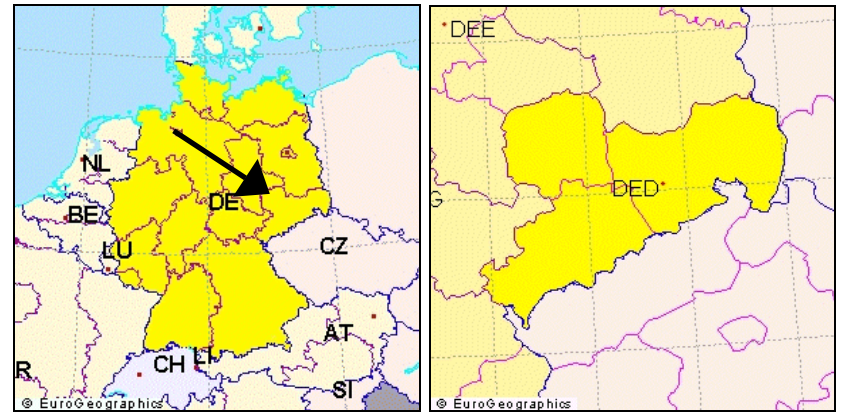 NL
BE
DE
LU
CZ
AT
CH
LI
R
SI
© EuroGeographics
DEE
DED
G
© EuroGeographics